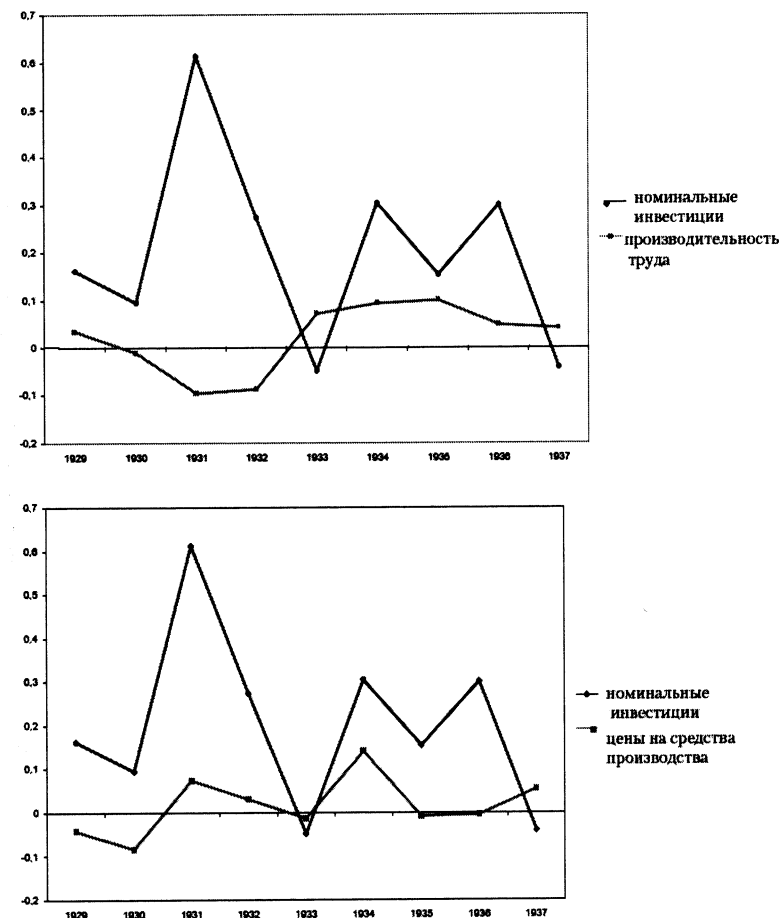 0,7
0,6
0,5
0,4
0,3
0,2
0,1
0
-0,1
-0,2
1929 1930 1931 1932 1933 1934 1935 1936 1937
номинальные
инвестиции
производительность
труда
0,7
0,6
0,5
0,4
0,3
0,2
0,1
0
-0,1
-0,2
1929 1930 1931 1932 1933 1934 1935 1936 1937
номинальные
инвестиции
цены на средства
производства